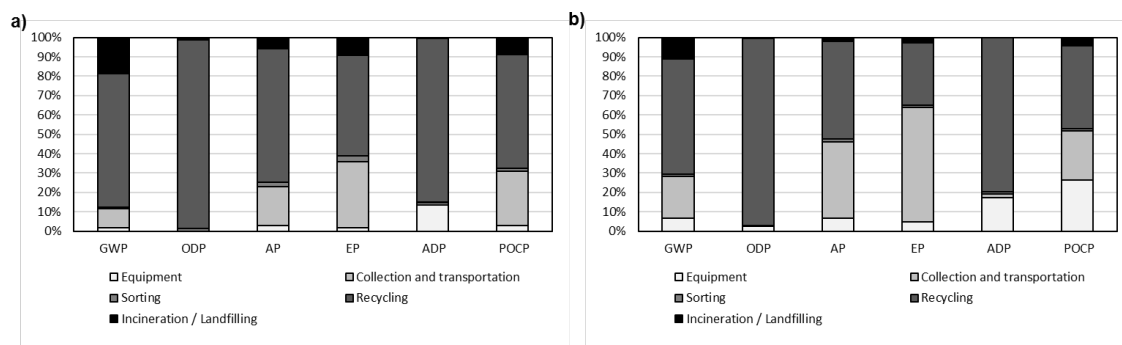 a)
100%
90%
80%
70%
60%
50%
40%
30%
20%
10%
0%
GWP ODP AP EP ADP POCP
Equipment Collection and transportation
Sorting Recycling
Incineration / Landfilling
b)
100%
90%
80%
70%
60%
50%
40%
30%
20%
10%
0%
GWP ODP AP EP ADP POCP
Equipment Collection and transportation
Sorting Recycling
Incineration / Landfilling